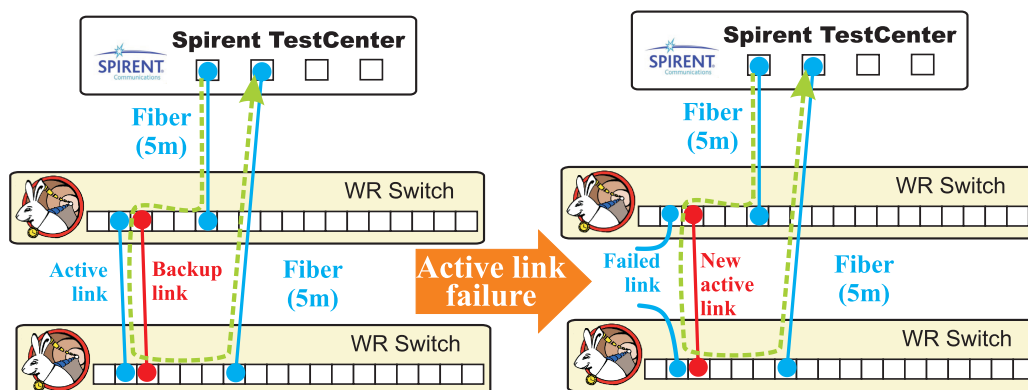 Spirent TestCenter
SPIRENT
Communications
Fiber
(5m)
WR Switch
Active
link
Backup
link
Fiber
(5m)
WR Switch
Active link
failure
Spirent TestCenter
SPIRENT
Communications
Fiber
(5m)
WR Switch
Failed
link
New
active
link
Fiber
(5m)
WR Switch